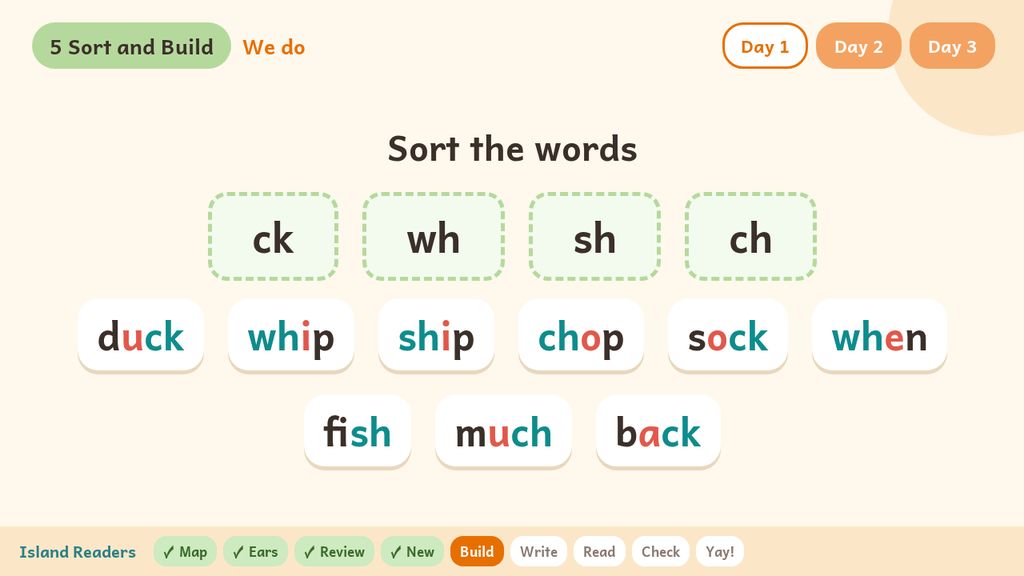 5 Sort and Build We do Day 1 Day 2 Day 3
Sort the words
ck wh sh ch
duck whip ship chop sock when
fish much back
Island Readers ✓ Map ✓ Ears ✓ Review ✓ New Build Write Read Check Yay!